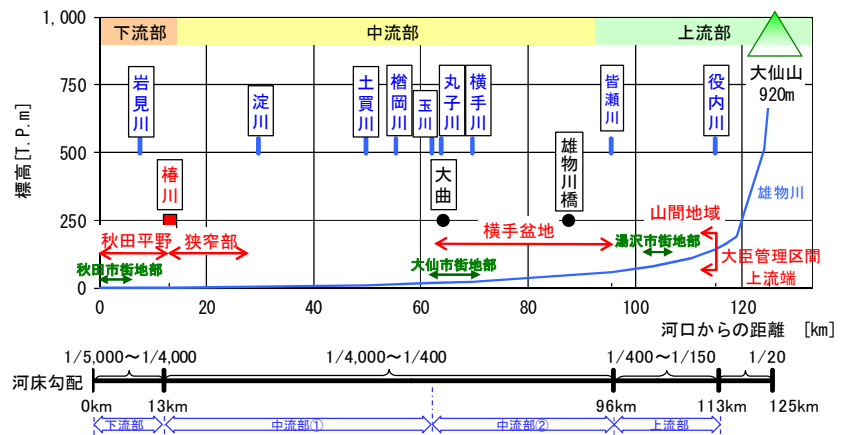 下流部 中流部 上流部
1,000
750
500
250
0
標高[T.P.m]
岩見川
淀川
土買川
楢岡川
玉川
丸子川
横手川
皆瀬川
役内川
大仙山
920m
雄物川
椿川
大曲
雄物川橋
秋田平野
狭窄部
横手盆地
山間地域
秋田市街地部
大仙市街地部
湯沢市街地部
大臣管理区間
上流端
0 20 40 60 80 100 120
河口からの距離 [km]
河床勾配
1/5,000～1/4,000 1/4,000～1/400 1/400～1/150 1/20
0km 13km 96km 113km 125km
下流部 中流部① 中流部② 上流部